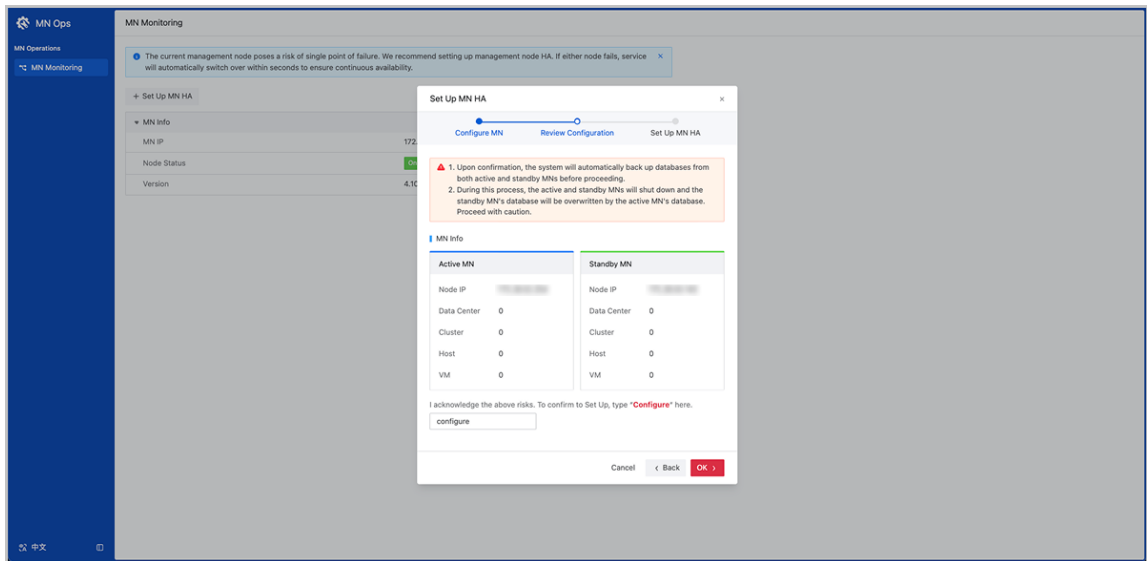 MN Ops
MN Monitoring
MN Operations
MN Monitoring
The current management node poses a risk of single point of failure. We recommend setting up management node HA. If either node fails, service
will automatically switch over within seconds to ensure continuous availability.
+ Set Up MN HA
MN Info
MN IP
172.
Node Status
Version
4.10
Set Up MN HA
Configure MN
Review Configuration
Set Up MN HA
1. Upon confirmation, the system will automatically back up databases from
both active and standby MNs before proceeding.
2. During this process, the active and standby MNs will shut down and the
standby MN's database will be overwritten by the active MN's database.
Proceed with caution.
MN Info
Active MN
Node IP
Data Center 0
Cluster 0
Host 0
VM 0
Standby MN
Node IP
Data Center 0
Cluster 0
Host 0
VM 0
I acknowledge the above risks. To confirm to Set Up, type "Configure" here.
configure
Cancel
Back
OK
中文